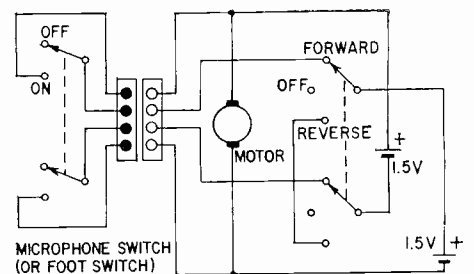 OFF
ON
FORWARD
OFF
REVERSE
MOTOR
+
1.5V
1.5V +
MICROPHONE SWITCH
(OR FOOT SWITCH)